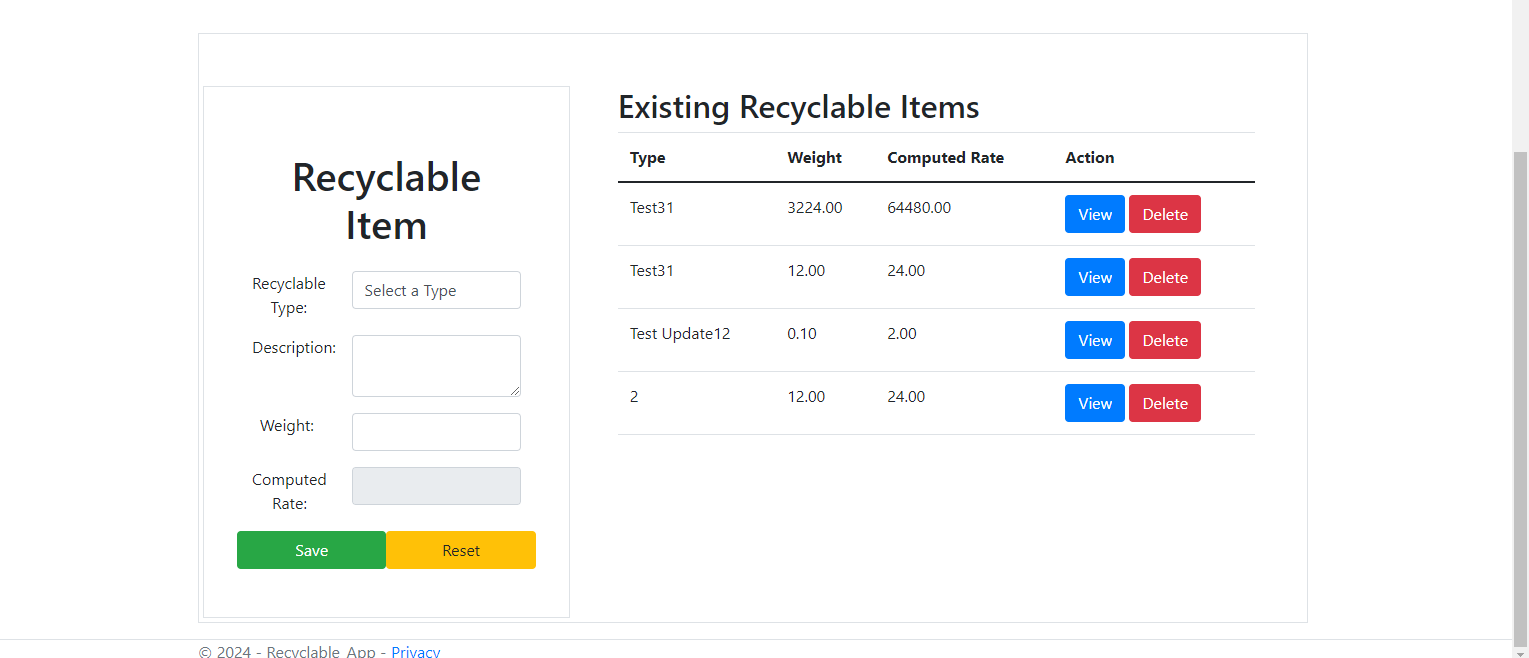 Recyclable
Item
Recyclable
Type:
Select a Type
Description:
Weight:
Computed
Rate:
Save Reset
Existing Recyclable Items
Type Weight Computed Rate Action
Test31 3224.00 64480.00 View Delete
Test31 12.00 24.00 View Delete
Test Update12 0.10 2.00 View Delete
2 12.00 24.00 View Delete
© 2024 - Recyclable_App - Privacy